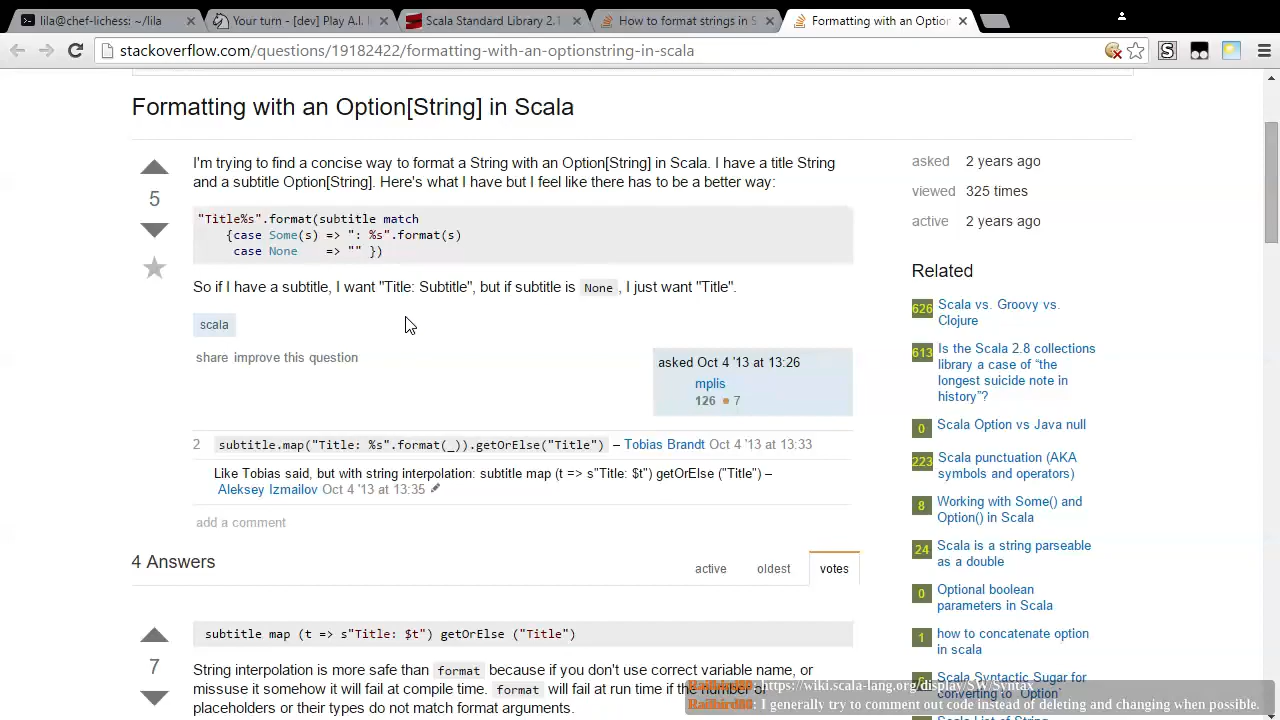 lila@chef-lichess: ~/lila
Your turn - [dev] Play A.I.
Scala Standard Library 2.1
How to format strings in S
Formatting with an Option
stackoverflow.com/questions/19182422/formatting-with-an-optionstring-in-scala
Formatting with an Option[String] in Scala
I'm trying to find a concise way to format a String with an Option[String] in Scala. I have a title String
and a subtitle Option[String]. Here's what I have but I feel like there has to be a better way:
5
"Title%s".format(subtitle match
{case Some(s) => ": %s".format(s)
case None => "" })
So if I have a subtitle, I want "Title: Subtitle", but if subtitle is None, I just want "Title".
scala
share improve this question
asked Oct 4 '13 at 13:26
mplis
126 7
2 subtitle.map("Title: %s".format(_)).getOrElse("Title") – Tobias Brandt Oct 4 '13 at 13:33
Like Tobias said, but with string interpolation: subtitle map (t => s"Title: $t") getOrElse ("Title") –
Aleksey Izmailov Oct 4 '13 at 13:35
add a comment
4 Answers
active oldest votes
subtitle map (t => s"Title: $t") getOrElse ("Title")
7
String interpolation is more safe than format because if you don't use correct variable name, or
misuse is somehow it will fail at compile time. format will fail at run time if the number of
placeholders or their types do not match format arguments.
asked 2 years ago
viewed 325 times
active 2 years ago
Related
626 Scala vs. Groovy vs.
Clojure
613 Is the Scala 2.8 collections
library a case of “the
longest suicide note in
history”?
0 Scala Option vs Java null
223 Scala punctuation (AKA
symbols and operators)
8 Working with Some() and
Option() in Scala
24 Scala is a string parseable
as a double
0 Optional boolean
parameters in Scala
1 how to concatenate option
in scala
6 Scala Syntactic Sugar for
converting to `Option`
Scala List of String
https://wiki.scala-lang.org/display/SW/Syntax
: I generally try to comment out code instead of deleting and changing when possible.